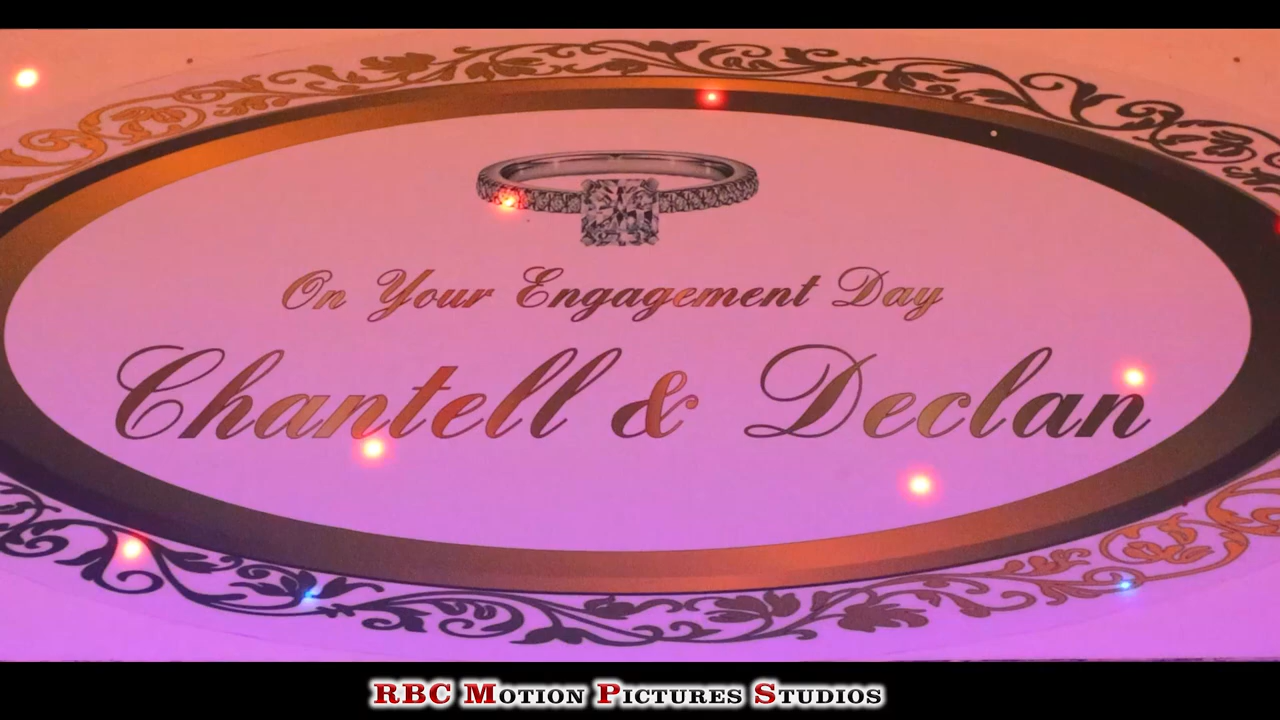 On Your Engagement Day
Chantell & Declan
RBC Motion Pictures Studios